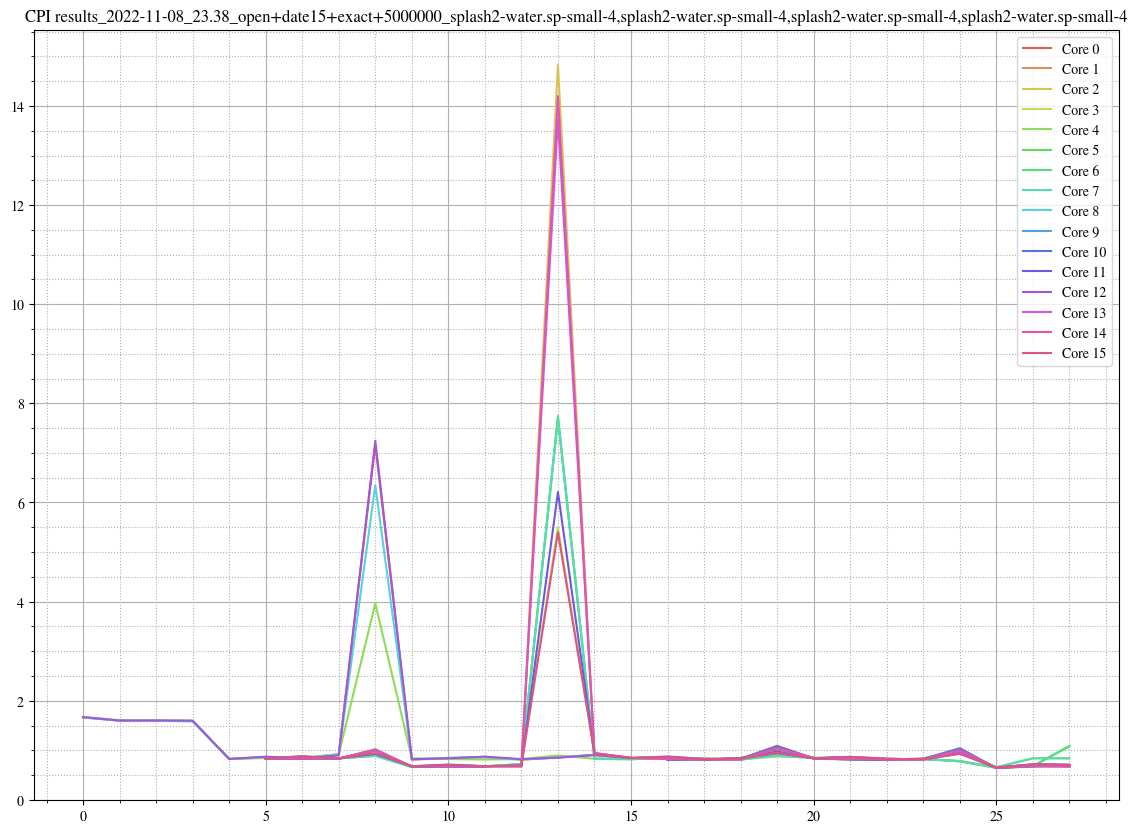 CPI results_2022-11-08_23.38_open+date15+exact+5000000_splash2-water.sp-small-4,splash2-water.sp-small-4,splash2-water.sp-small-4,splash2-water.sp-small-4
Core 0
Core 1
Core 2
Core 3
Core 4
Core 5
Core 6
Core 7
Core 8
Core 9
Core 10
Core 11
Core 12
Core 13
Core 14
Core 15
14
12
10
8
6
4
2
0
0 5 10 15 20 25